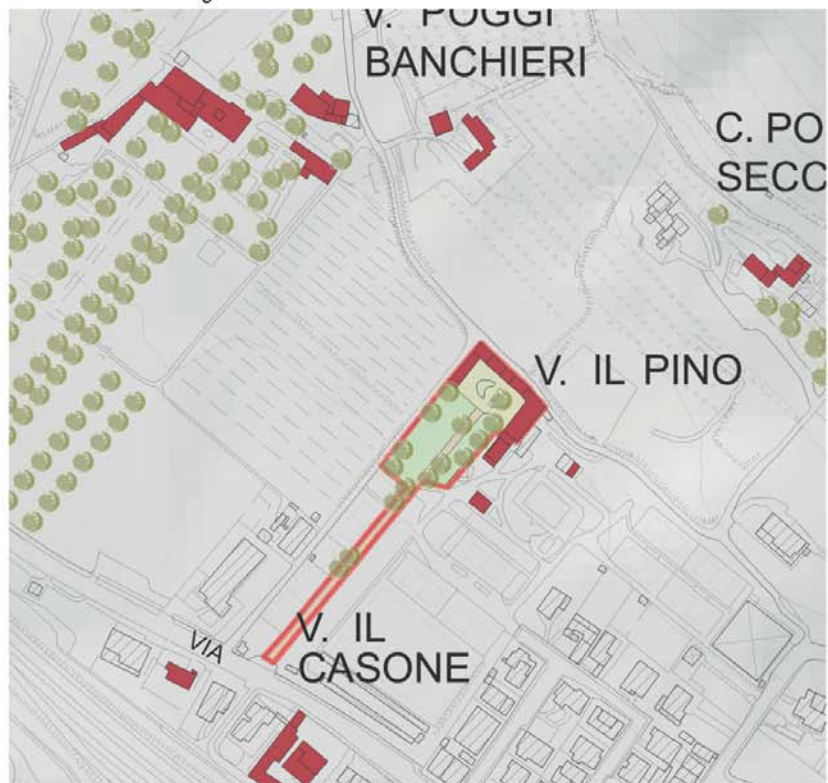 V. POGGI
BANCHIERI
C. PO
SECC
V. IL PINO
VIA
V. IL
CASONE